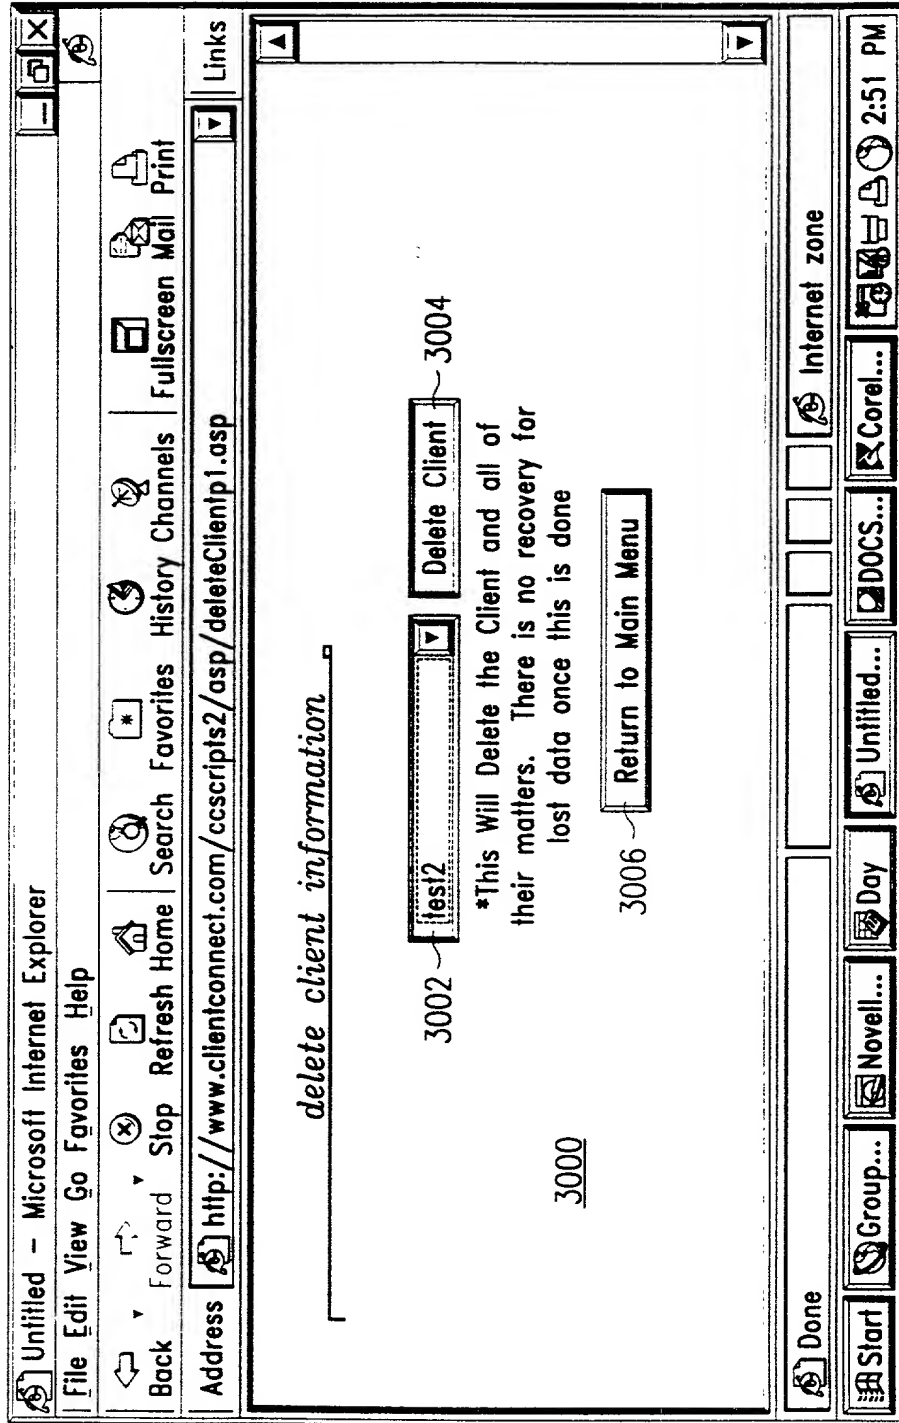 Untitled – Microsoft Internet Explorer
File Edit View Go Favorites Help
Back Forward Stop Refresh Home Search Favorites History Channels Fullscreen Mail Print
Address http://www.clientconnect.com/ccscripts2/asp/deleteClientp1.asp Links
delete client information
3002 test2 Delete Client 3004
*This Will Delete the Client and all of
their matters. There is no recovery for
lost data once this is done
3006 Return to Main Menu
3000
Done Internet zone
Start Group... Novell... Day Untitled... DOCS... Corel... 2:51 PM